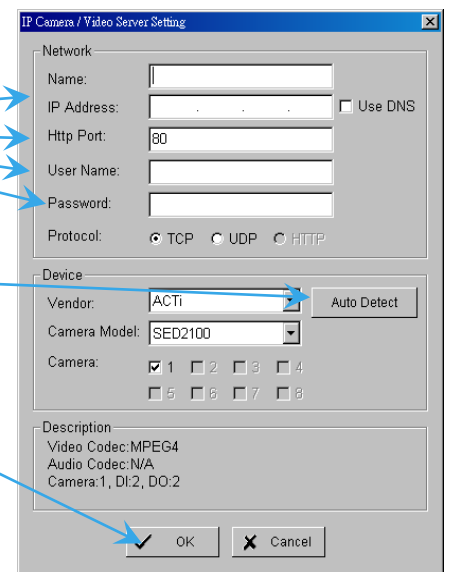 IP Camera / Video Server Setting
Network
Name:
IP Address: . . . Use DNS
Http Port: 80
User Name:
Password:
Protocol: TCP UDP HTTP
Device
Vendor: ACTi Auto Detect
Camera Model: SED2100
Camera: 1 2 3 4
5 6 7 8
Description
Video Codec:MPEG4
Audio Codec:N/A
Camera:1, DI:2, DO:2
OK Cancel